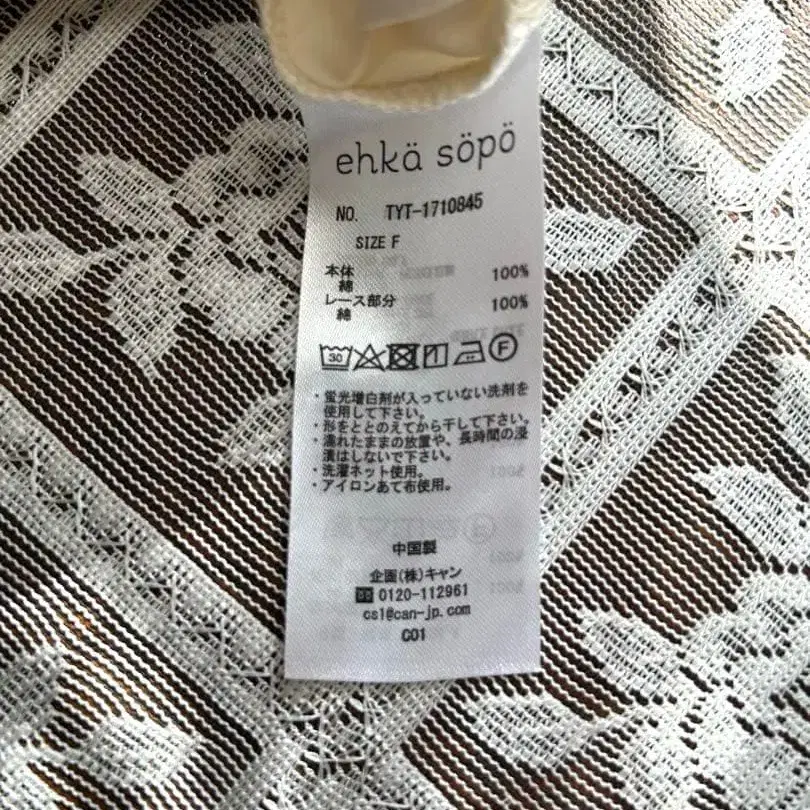 ehkä söpö
NO. TYT-1710845
SIZE F
本体
綿 100%
レース部分
綿 100%
30 F
・蛍光増白剤が入っていない洗剤を
使用して下さい。
・形をととのえてから干して下さい。
・濡れたままの放置や、長時間の浸
漬はしないで下さい。
・洗濯ネット使用。
・アイロンあて布使用。
中国製
企画(株)キャン
0120-112961
cs1@can-jp.com
C01